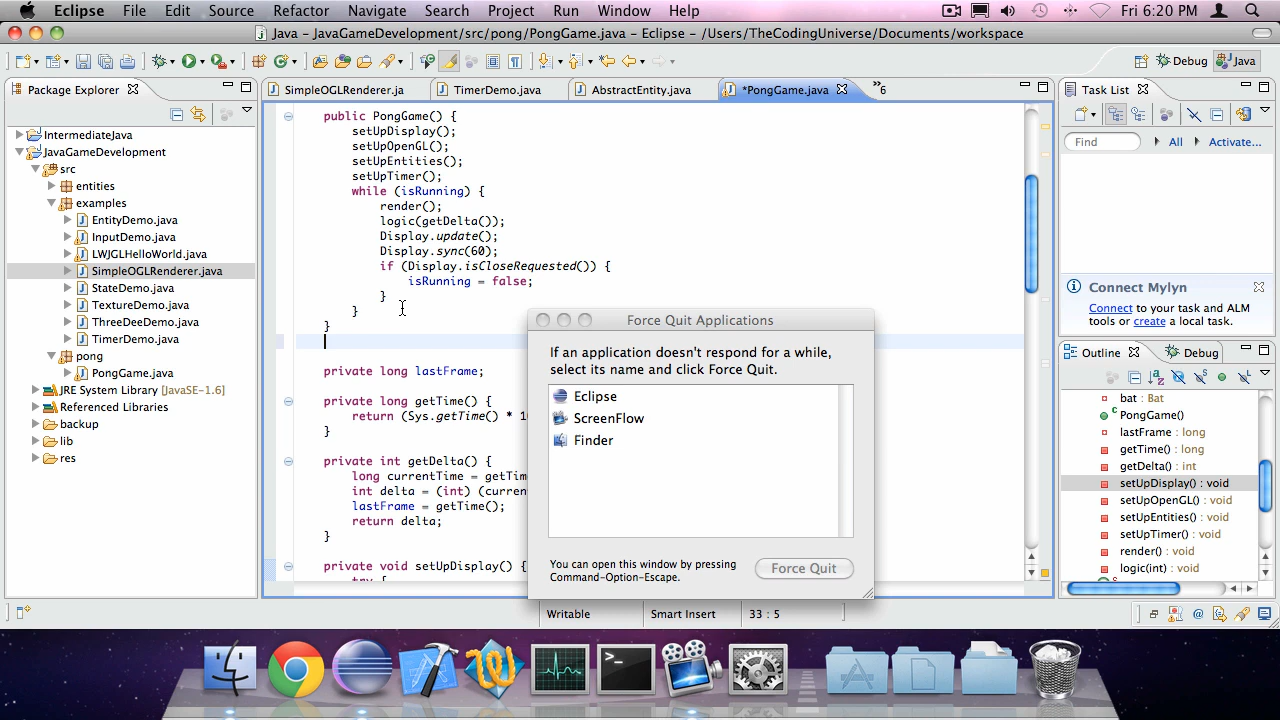 Eclipse File Edit Source Refactor Navigate Search Project Run Window Help Fri 6:20 PM
Java – JavaGameDevelopment/src/pong/PongGame.java – Eclipse – /Users/TheCodingUniverse/Documents/workspace
Debug Java
Package Explorer
IntermediateJava
JavaGameDevelopment
src
entities
examples
EntityDemo.java
InputDemo.java
LWJGLHelloWorld.java
SimpleOGLRenderer.java
StateDemo.java
TextureDemo.java
ThreeDeeDemo.java
TimerDemo.java
pong
PongGame.java
JRE System Library [JavaSE-1.6]
Referenced Libraries
backup
lib
res
SimpleOGLRenderer.ja TimerDemo.java AbstractEntity.java *PongGame.java »6
public PongGame() {
setUpDisplay();
setUpOpenGL();
setUpEntities();
setUpTimer();
while (isRunning) {
render();
logic(getDelta());
Display.update();
Display.sync(60);
if (Display.isCloseRequested()) {
isRunning = false;
}
}
}
private long lastFrame;
private long getTime() {
return (Sys.getTime() * 10
}
private int getDelta() {
long currentTime = getTim
int delta = (int) (curren
lastFrame = getTime();
return delta;
}
private void setUpDisplay() {
try {
Force Quit Applications
If an application doesn't respond for a while,
select its name and click Force Quit.
Eclipse
ScreenFlow
Finder
You can open this window by pressing
Command-Option-Escape.
Force Quit
Task List
Find All Activate...
Connect Mylyn
Connect to your task and ALM
tools or create a local task.
Outline Debug
bat : Bat
PongGame()
lastFrame : long
getTime() : long
getDelta() : int
setUpDisplay() : void
setUpOpenGL() : void
setUpEntities() : void
setUpTimer() : void
render() : void
logic(int) : void
Writable Smart Insert 33 : 5